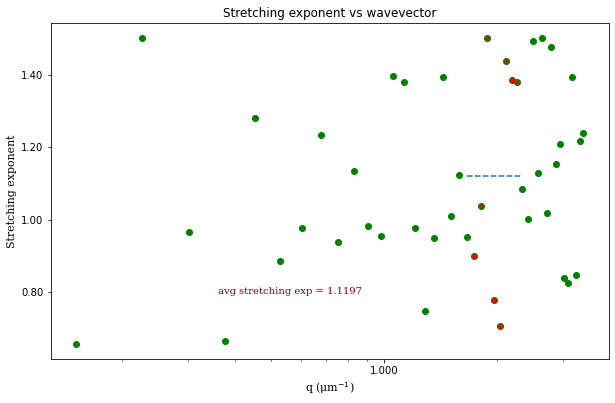 Stretching exponent vs wavevector
1.40
1.20
1.00
0.80
Stretching exponent
avg stretching exp = 1.1197
1.000
q (μm⁻¹)